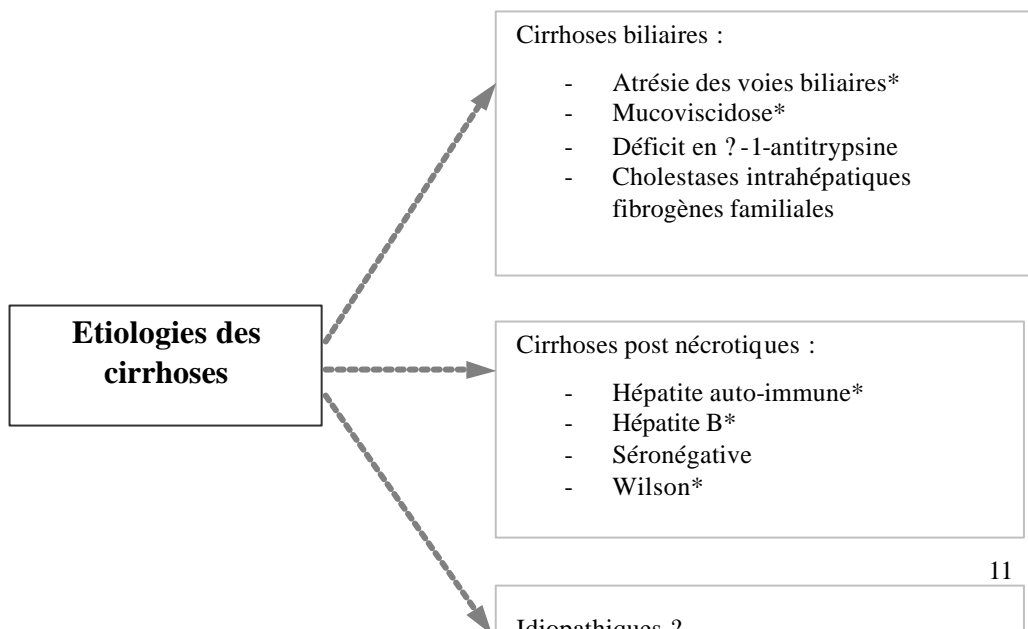 Cirrhoses biliaires :
- Atrésie des voies biliaires*
- Mucoviscidose*
- Déficit en ?-1-antitrypsine
- Cholestases intrahépatiques
fibrogènes familiales
Etiologies des
cirrhoses
Cirrhoses post nécrotiques :
- Hépatite auto-immune*
- Hépatite B*
- Séronégative
- Wilson*
11
Idiopathiques ?